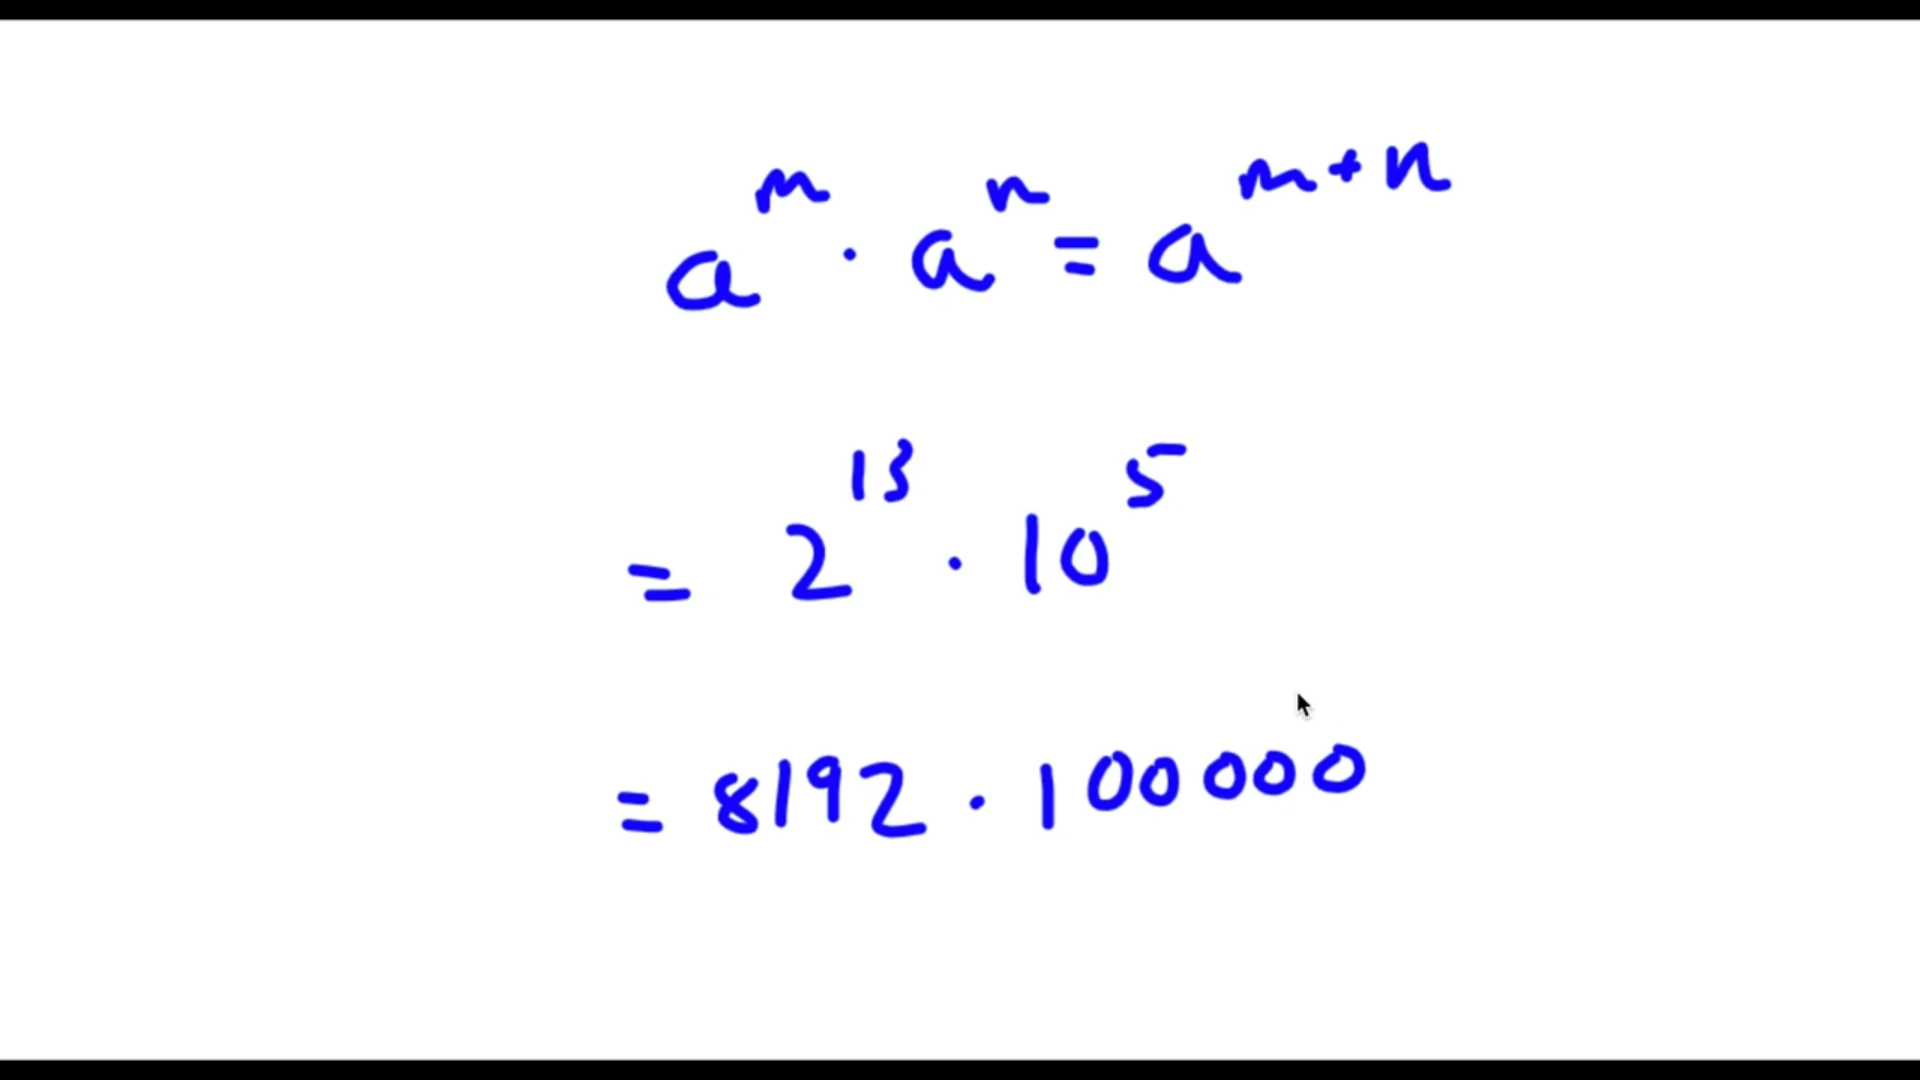 a^m · a^n = a^{m+n}
= 2^{13} · 10^5
= 8192 · 100000